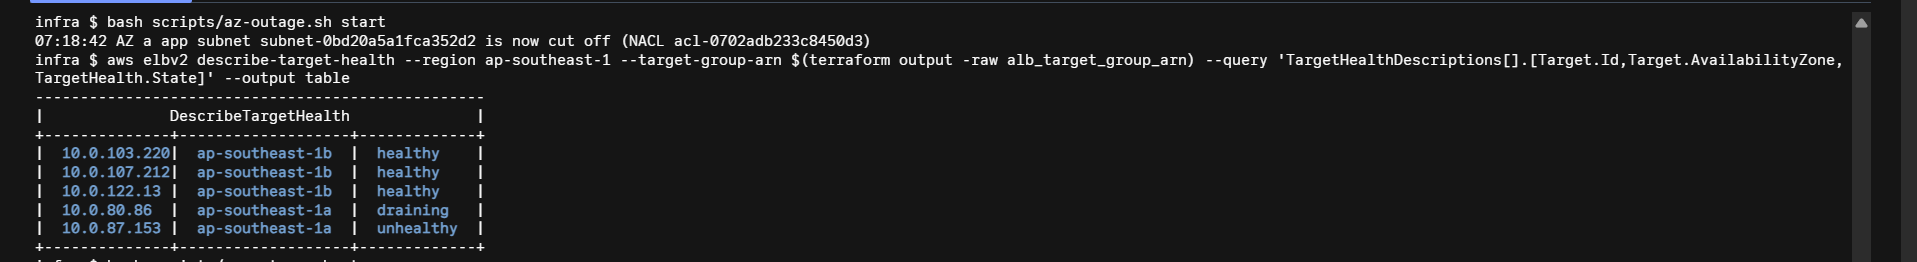 infra $ bash scripts/az-outage.sh start
07:18:42 AZ a app subnet subnet-0bd20a5a1fca352d2 is now cut off (NACL acl-0702adb233c8450d3)
infra $ aws elbv2 describe-target-health --region ap-southeast-1 --target-group-arn $(terraform output -raw alb_target_group_arn) --query 'TargetHealthDescriptions[].[Target.Id,Target.AvailabilityZone,
TargetHealth.State]' --output table
--------------------------------------------------
|              DescribeTargetHealth              |
+--------------+-------------------+-------------+
|  10.0.103.220|  ap-southeast-1b  |  healthy    |
|  10.0.107.212|  ap-southeast-1b  |  healthy    |
|  10.0.122.13 |  ap-southeast-1b  |  healthy    |
|  10.0.80.86  |  ap-southeast-1a  |  draining   |
|  10.0.87.153 |  ap-southeast-1a  |  unhealthy  |
+--------------+-------------------+-------------+